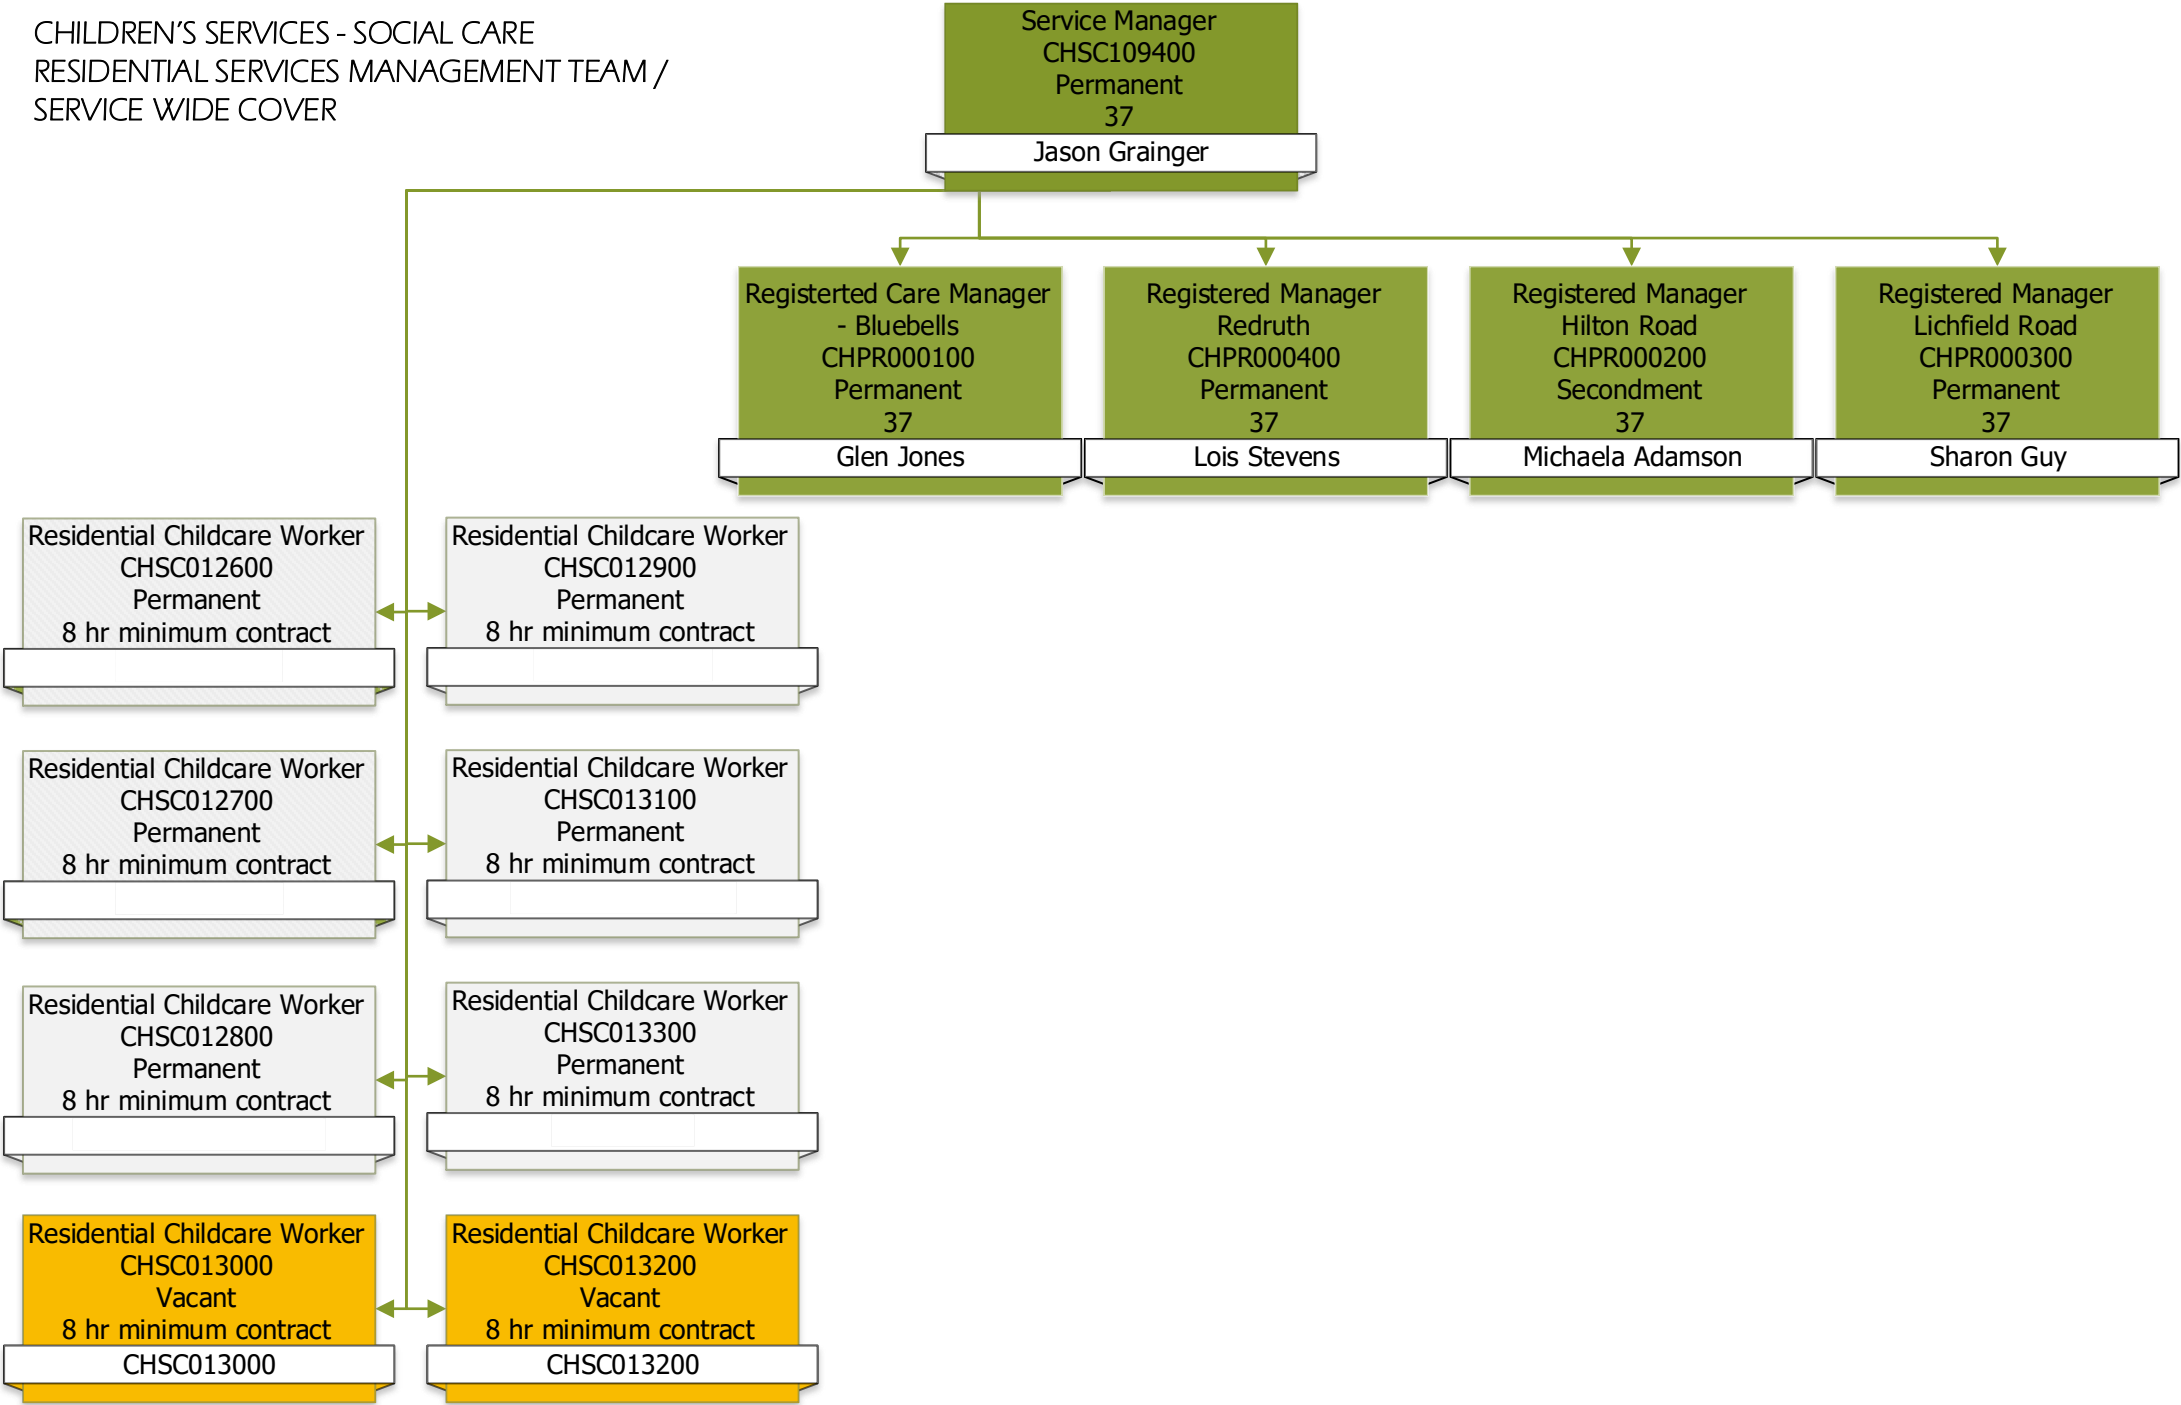 CHILDREN'S SERVICES - SOCIAL CARE
RESIDENTIAL SERVICES MANAGEMENT TEAM /
SERVICE WIDE COVER
Service Manager
CHSC109400
Permanent
37
Jason Grainger
Registerted Care Manager
- Bluebells
CHPR000100
Permanent
37
Glen Jones
Registered Manager
Redruth
CHPR000400
Permanent
37
Lois Stevens
Registered Manager
Hilton Road
CHPR000200
Secondment
37
Michaela Adamson
Registered Manager
Lichfield Road
CHPR000300
Permanent
37
Sharon Guy
Residential Childcare Worker
CHSC012600
Permanent
8 hr minimum contract
Residential Childcare Worker
CHSC012900
Permanent
8 hr minimum contract
Residential Childcare Worker
CHSC012700
Permanent
8 hr minimum contract
Residential Childcare Worker
CHSC013100
Permanent
8 hr minimum contract
Residential Childcare Worker
CHSC012800
Permanent
8 hr minimum contract
Residential Childcare Worker
CHSC013300
Permanent
8 hr minimum contract
Residential Childcare Worker
CHSC013000
Vacant
8 hr minimum contract
CHSC013000
Residential Childcare Worker
CHSC013200
Vacant
8 hr minimum contract
CHSC013200